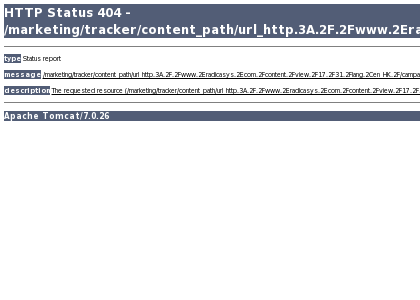 HTTP Status 404 -
/marketing/tracker/content_path/url_http.3A.2F.2Fwww.2Era
type Status report
message /marketing/tracker/content_path/url_http.3A.2F.2Fwww.2Eradicasys.2Ecom.2Fcontent.2Fview.2F17.2F31.2Flang.2Cen_HK.2F/campa
description The requested resource (/marketing/tracker/content_path/url_http.3A.2F.2Fwww.2Eradicasys.2Ecom.2Fcontent.2Fview.2F17.2F
Apache Tomcat/7.0.26